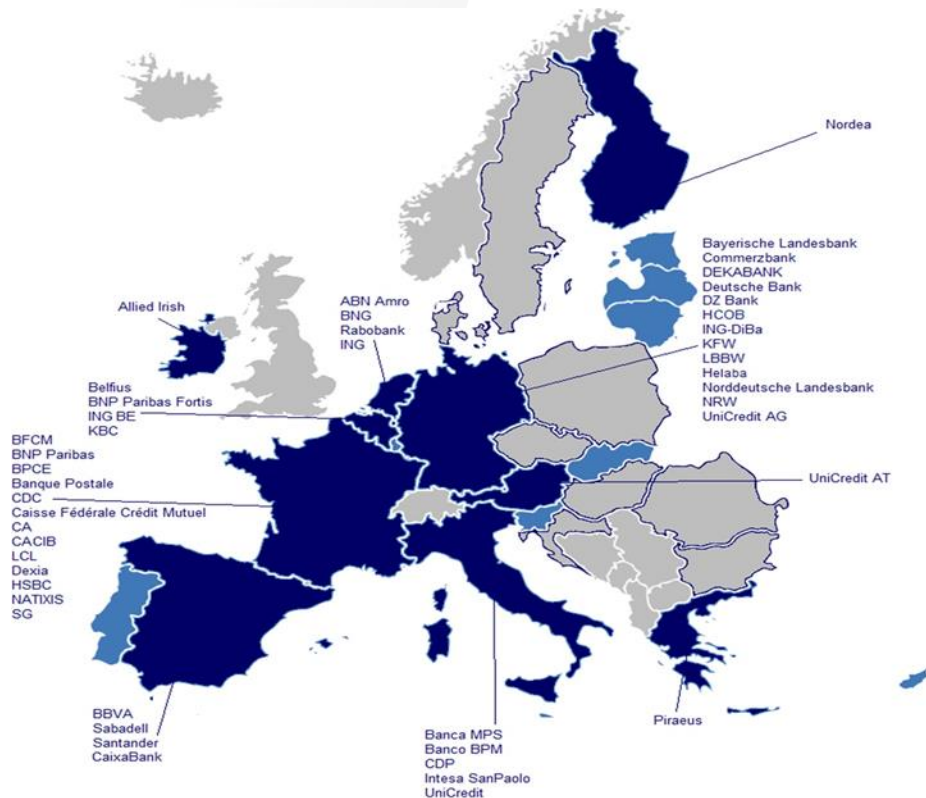 Nordea
Bayerische Landesbank
Commerzbank
DEKABANK
Deutsche Bank
DZ Bank
HCOB
ING-DiBa
KFW
LBBW
Helaba
Norddeutsche Landesbank
NRW
UniCredit AG
Allied Irish
ABN Amro
BNG
Rabobank
ING
Belfius
BNP Paribas Fortis
ING BE
KBC
BFCM
BNP Paribas
BPCE
Banque Postale
CDC
Caisse Fédérale Crédit Mutuel
CA
CACIB
LCL
Dexia
HSBC
NATIXIS
SG
UniCredit AT
BBVA
Sabadell
Santander
CaixaBank
Banca MPS
Banco BPM
CDP
Intesa SanPaolo
UniCredit
Piraeus